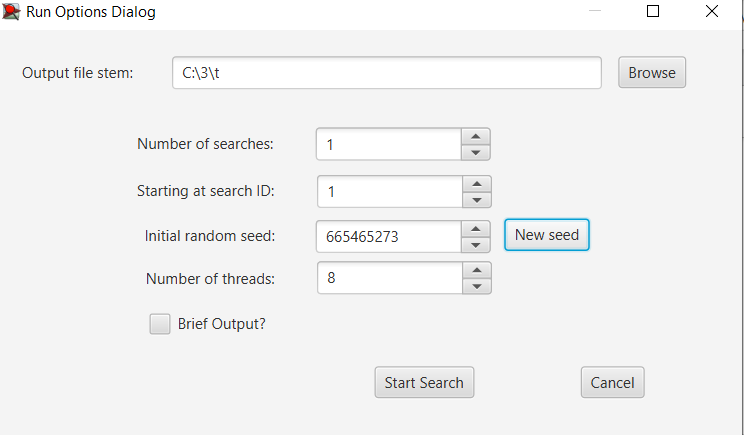 Run Options Dialog
Output file stem: C:\3\t Browse
Number of searches: 1
Starting at search ID: 1
Initial random seed: 665465273 New seed
Number of threads: 8
Brief Output?
Start Search Cancel